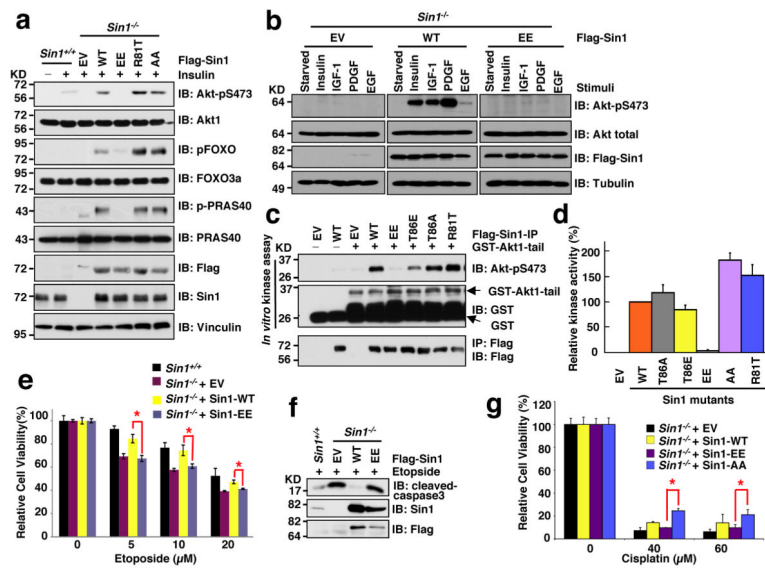 a
Sin1-/-
Sin1+/+
EV WT EE R81T AA
Flag-Sin1
– + + + + + + Insulin
KD
72
56
IB: Akt-pS473
72
56
IB: Akt1
95
72
IB: pFOXO
95
72
IB: FOXO3a
43
IB: p-PRAS40
43
IB: PRAS40
72
IB: Flag
72
IB: Sin1
95
IB: Vinculin
b
Sin1-/-
EV WT EE Flag-Sin1
Starved Insulin IGF-1 PDGF EGF Starved Insulin IGF-1 PDGF EGF Starved Insulin IGF-1 PDGF EGF
Stimuli
KD
64
IB: Akt-pS473
64
IB: Akt total
82
64
IB: Flag-Sin1
49
IB: Tubulin
c
In vitro kinase assay
EV WT EV WT EE T86E T86A R81T Flag-Sin1-IP
– – + + + + + + GST-Akt1-tail
KD
37
26
IB: Akt-pS473
37
26
GST-Akt1-tail
IB: GST
GST
72
56
IP: Flag
IB: Flag
d
Relative kinase activity (%)
200
150
100
50
0
EV WT T86A T86E EE AA R81T
Sin1 mutants
e
Sin1+/+
Sin1-/- + EV
Sin1-/- + Sin1-WT
Sin1-/- + Sin1-EE
Relative Cell Viability(%)
100
80
60
40
20
0
* * *
0 5 10 20
Etoposide (µM)
f
Sin1-/-
Sin1+/+ EV WT EE Flag-Sin1
+ + + + Etoposide
KD
17
IB: cleaved-
caspase3
82
64
IB: Sin1
82
64
IB: Flag
g
Sin1-/- + EV
Sin1-/- + Sin1-WT
Sin1-/- + Sin1-EE
Sin1-/- + Sin1-AA
Relative Cell Viability(%)
100
80
60
40
20
0
* *
0 40 60
Cisplatin (µM)